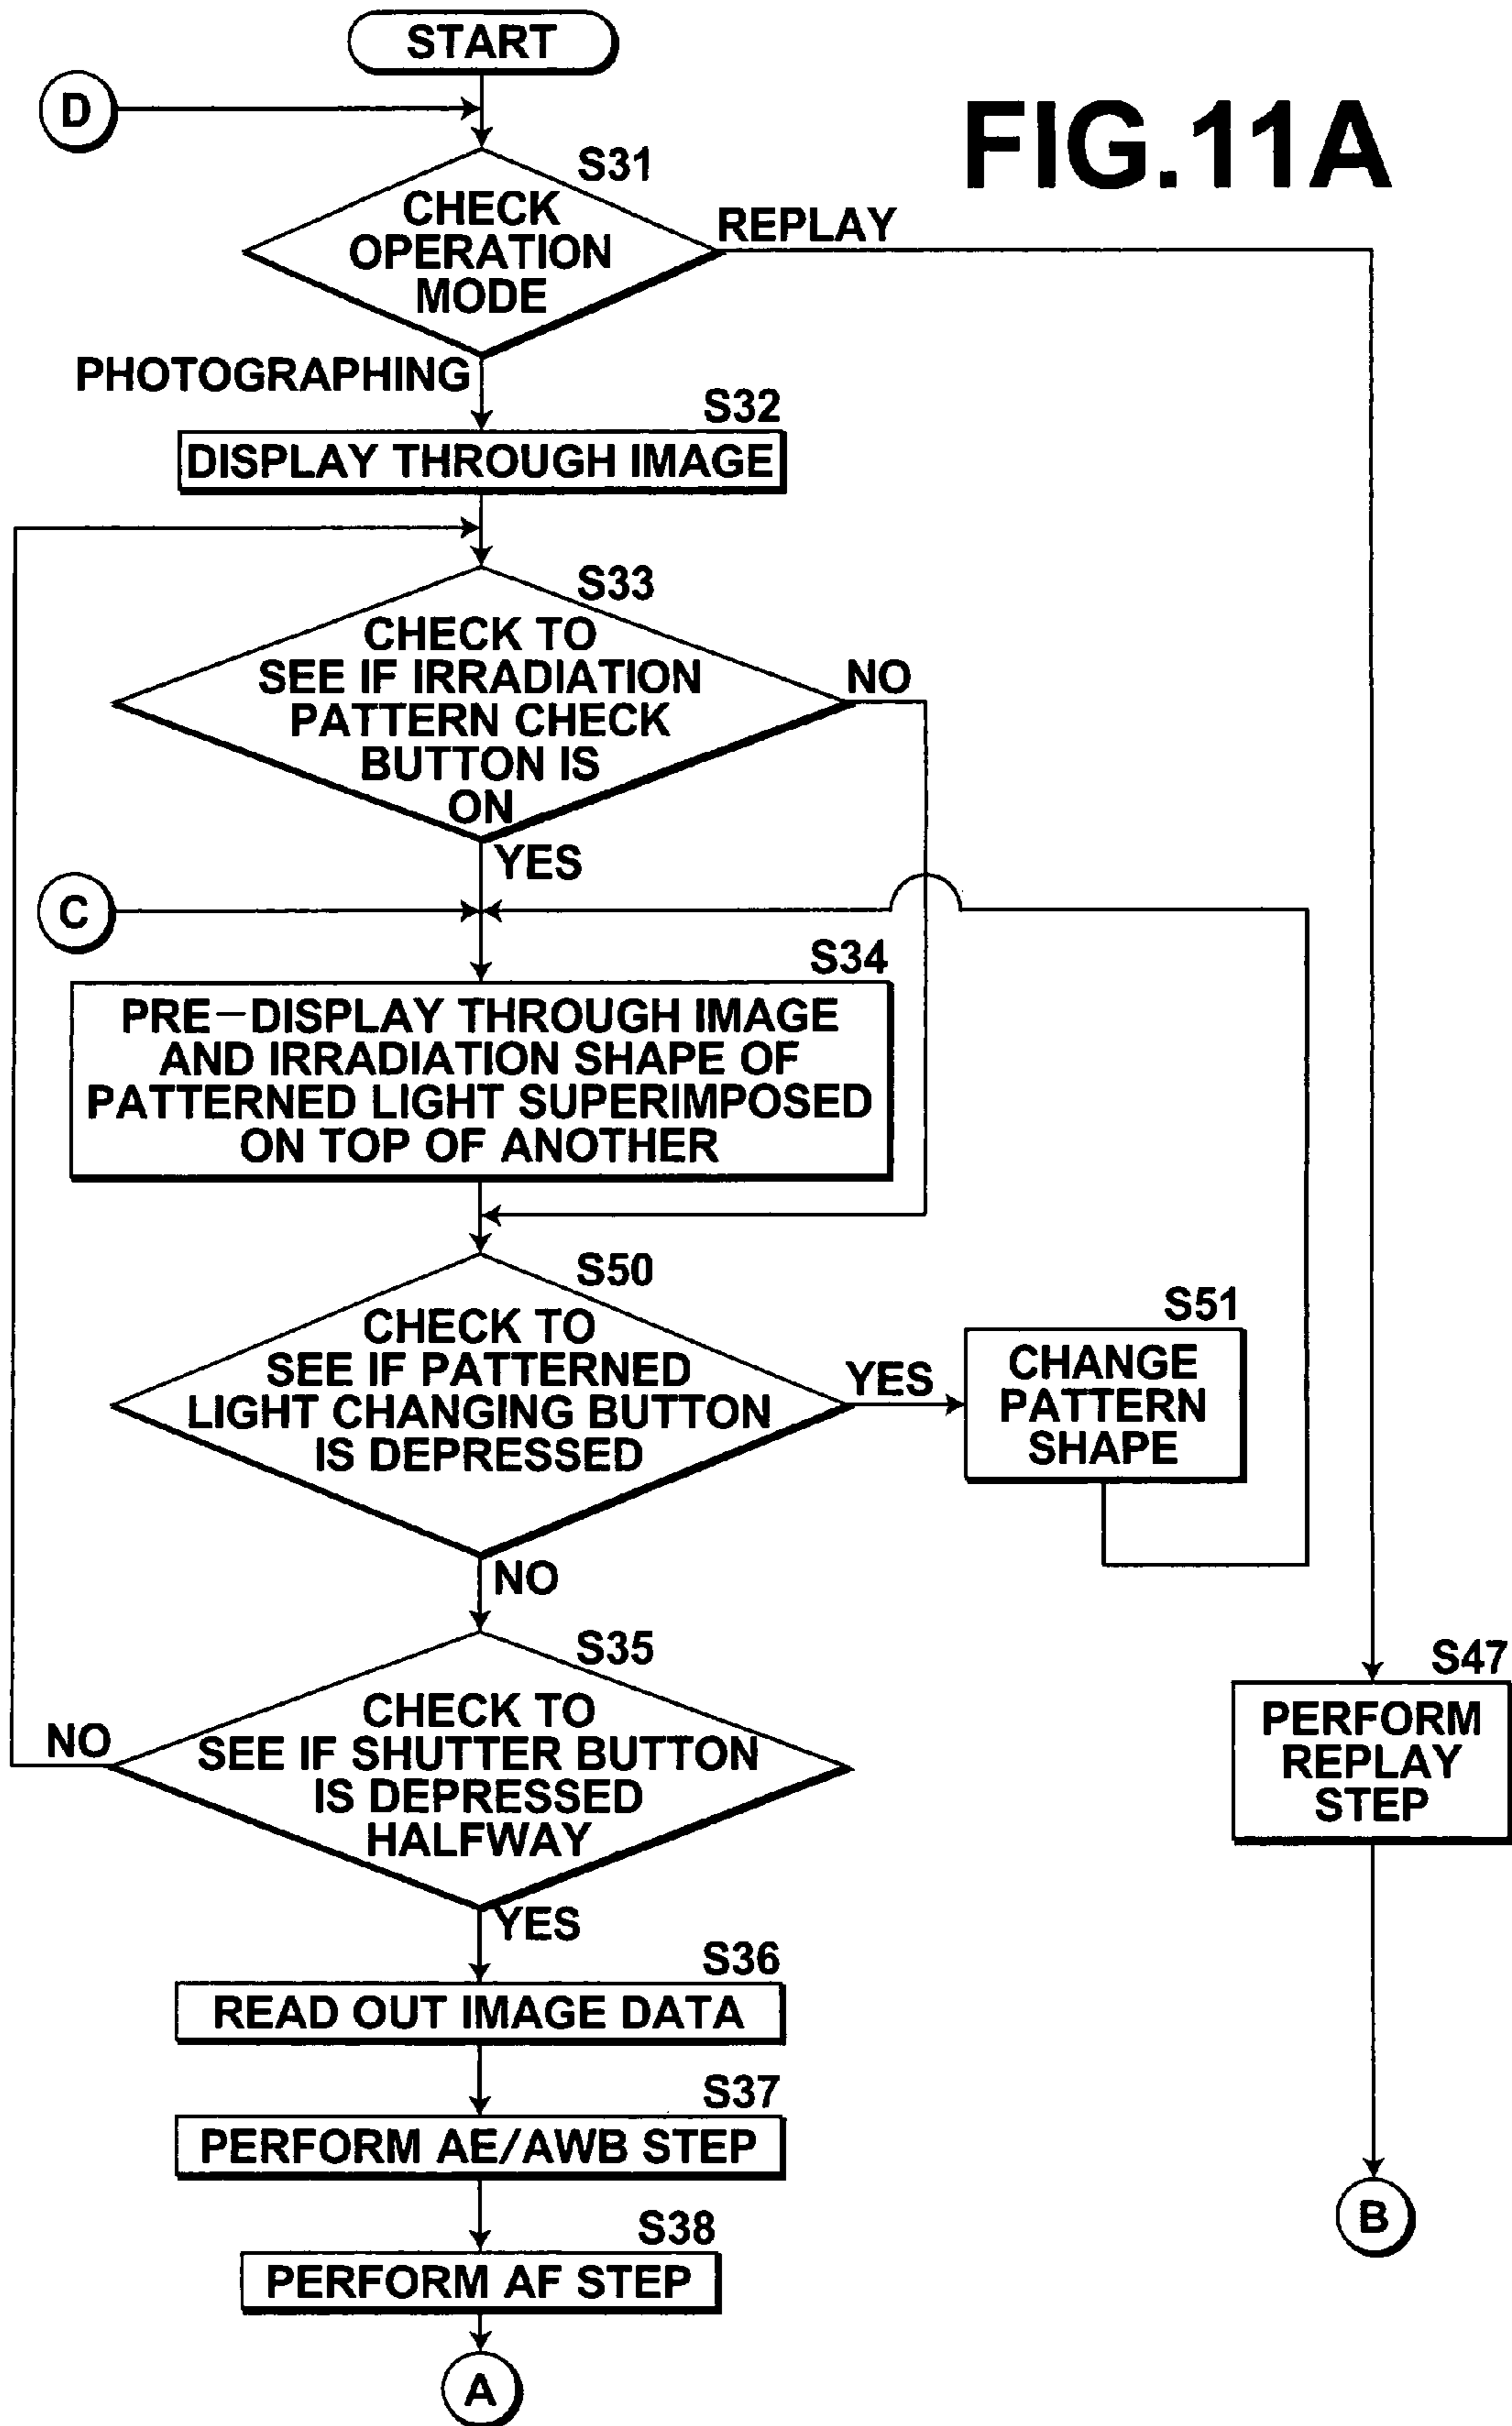 START
D
FIG.11A
S31
CHECK
OPERATION
MODE
REPLAY
PHOTOGRAPHING
S32
DISPLAY THROUGH IMAGE
S33
CHECK TO
SEE IF IRRADIATION
PATTERN CHECK
BUTTON IS
ON
NO
YES
C
S34
PRE-DISPLAY THROUGH IMAGE
AND IRRADIATION SHAPE OF
PATTERNED LIGHT SUPERIMPOSED
ON TOP OF ANOTHER
S50
CHECK TO
SEE IF PATTERNED
LIGHT CHANGING BUTTON
IS DEPRESSED
YES
S51
CHANGE
PATTERN
SHAPE
NO
S35
CHECK TO
SEE IF SHUTTER BUTTON
IS DEPRESSED
HALFWAY
NO
YES
S47
PERFORM
REPLAY
STEP
S36
READ OUT IMAGE DATA
S37
PERFORM AE/AWB STEP
S38
PERFORM AF STEP
B
A